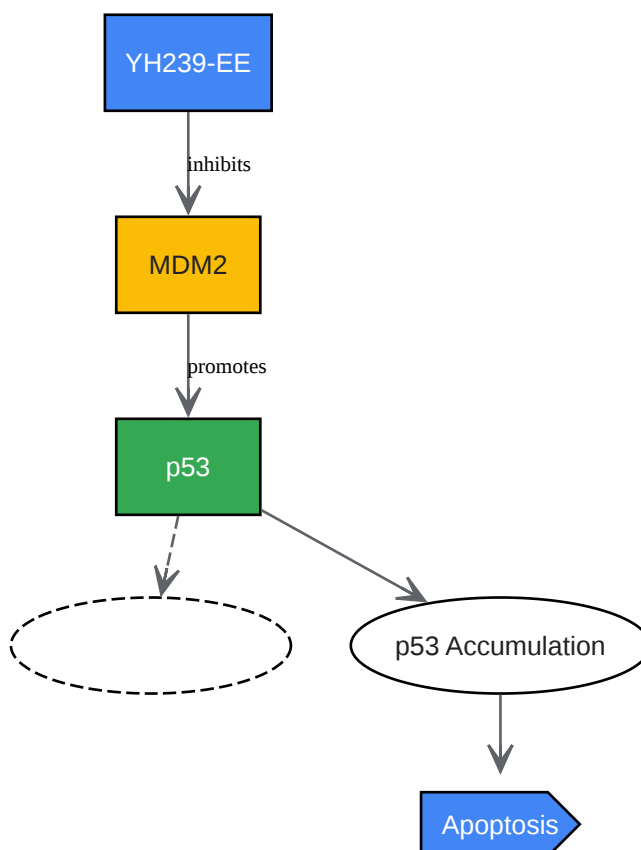 YH239-EE
inhibits
MDM2
promotes
p53
p53 Accumulation
Apoptosis